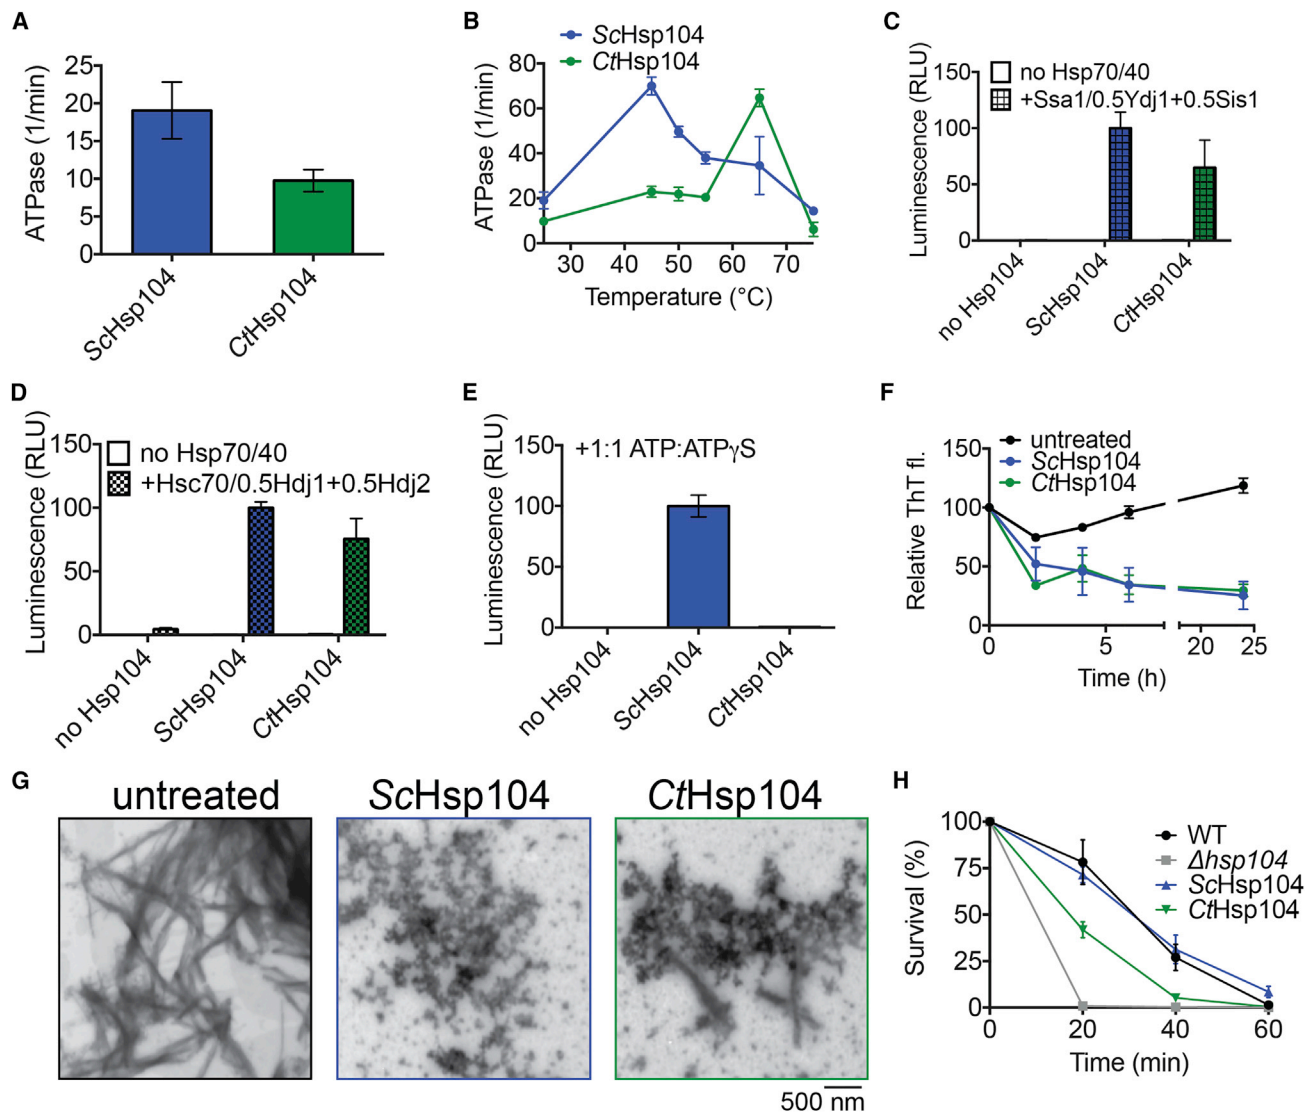 A
ATPase (1/min)
25
20
15
10
5
0
ScHsp104
CtHsp104
B
ScHsp104
CtHsp104
ATPase (1/min)
80
60
40
20
0
30 40 50 60 70
Temperature (°C)
C
Luminescence (RLU)
150
100
50
0
no Hsp70/40
+Ssa1/0.5Ydj1+0.5Sis1
no Hsp104
ScHsp104
CtHsp104
D
Luminescence (RLU)
150
100
50
0
no Hsp70/40
+Hsc70/0.5Hdj1+0.5Hdj2
no Hsp104
ScHsp104
CtHsp104
E
Luminescence (RLU)
150
100
50
0
+1:1 ATP:ATPγS
no Hsp104
ScHsp104
CtHsp104
F
Relative ThT fl.
150
100
50
0
untreated
ScHsp104
CtHsp104
0 5 20 25
Time (h)
G
untreated
ScHsp104
CtHsp104
500 nm
H
Survival (%)
100
75
50
25
0
WT
Δhsp104
ScHsp104
CtHsp104
0 20 40 60
Time (min)